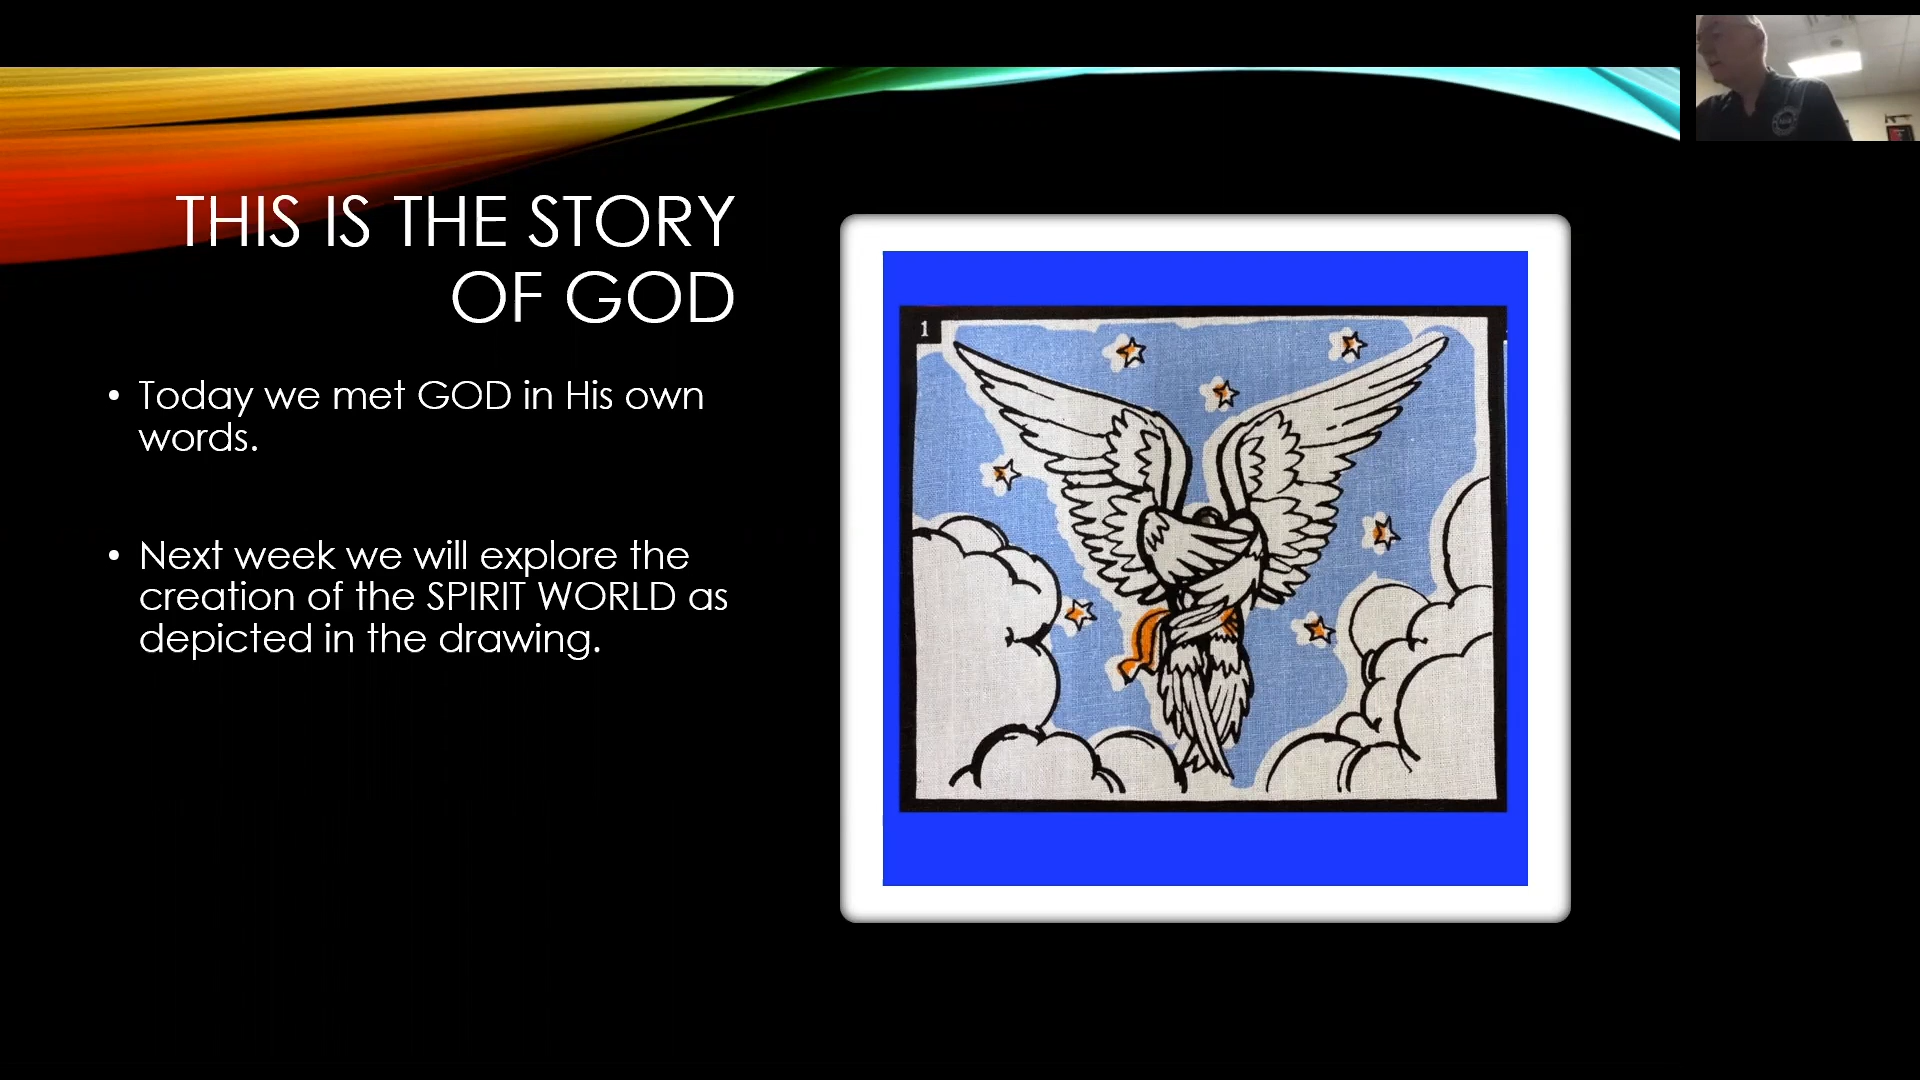 THIS IS THE STORY
OF GOD
• Today we met GOD in His own
words.
• Next week we will explore the
creation of the SPIRIT WORLD as
depicted in the drawing.
1